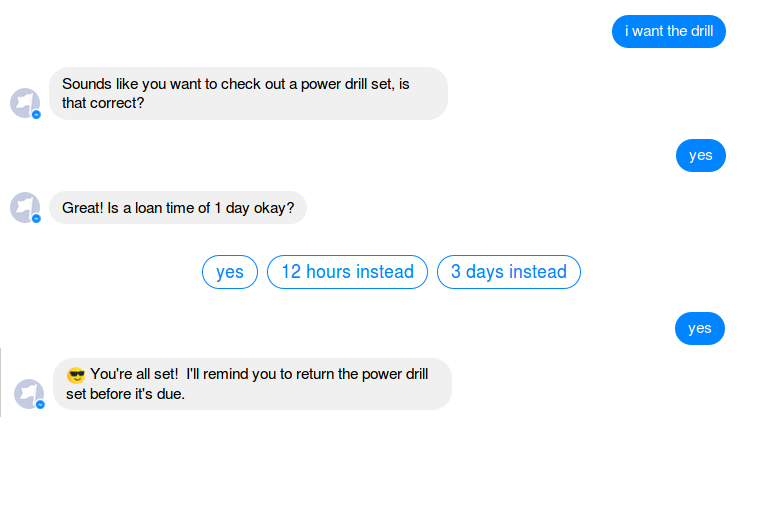 i want the drill
Sounds like you want to check out a power drill set, is
that correct?
yes
Great! Is a loan time of 1 day okay?
yes 12 hours instead 3 days instead
yes
😎 You're all set!  I'll remind you to return the power drill
set before it's due.